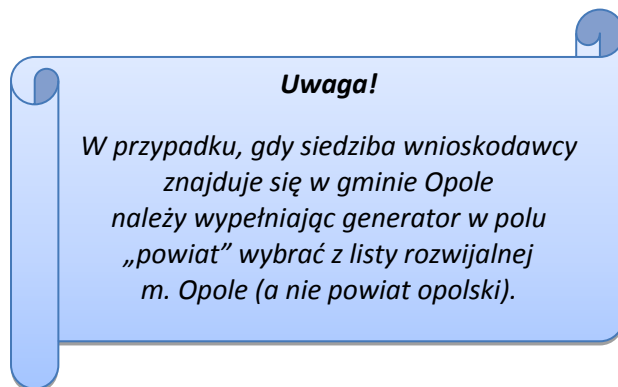 Uwaga!
W przypadku, gdy siedziba wnioskodawcy
znajduje się w gminie Opole
należy wypełniając generator w polu
„powiat” wybrać z listy rozwijalnej
m. Opole (a nie powiat opolski).